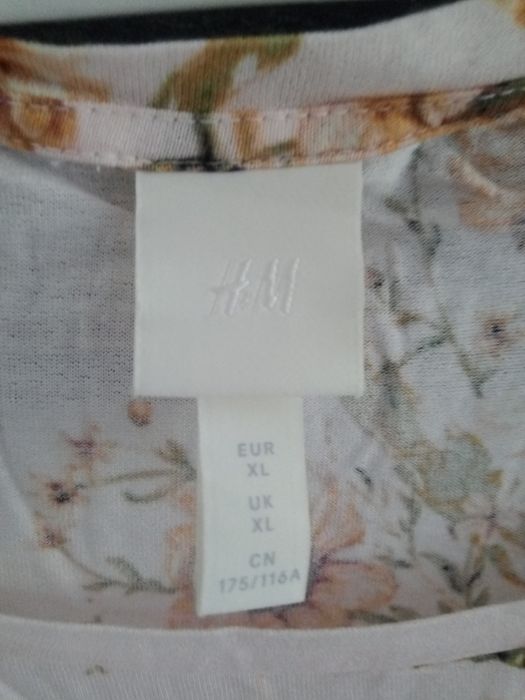 H&M
EUR
XL
UK
XL
CN
175/116A